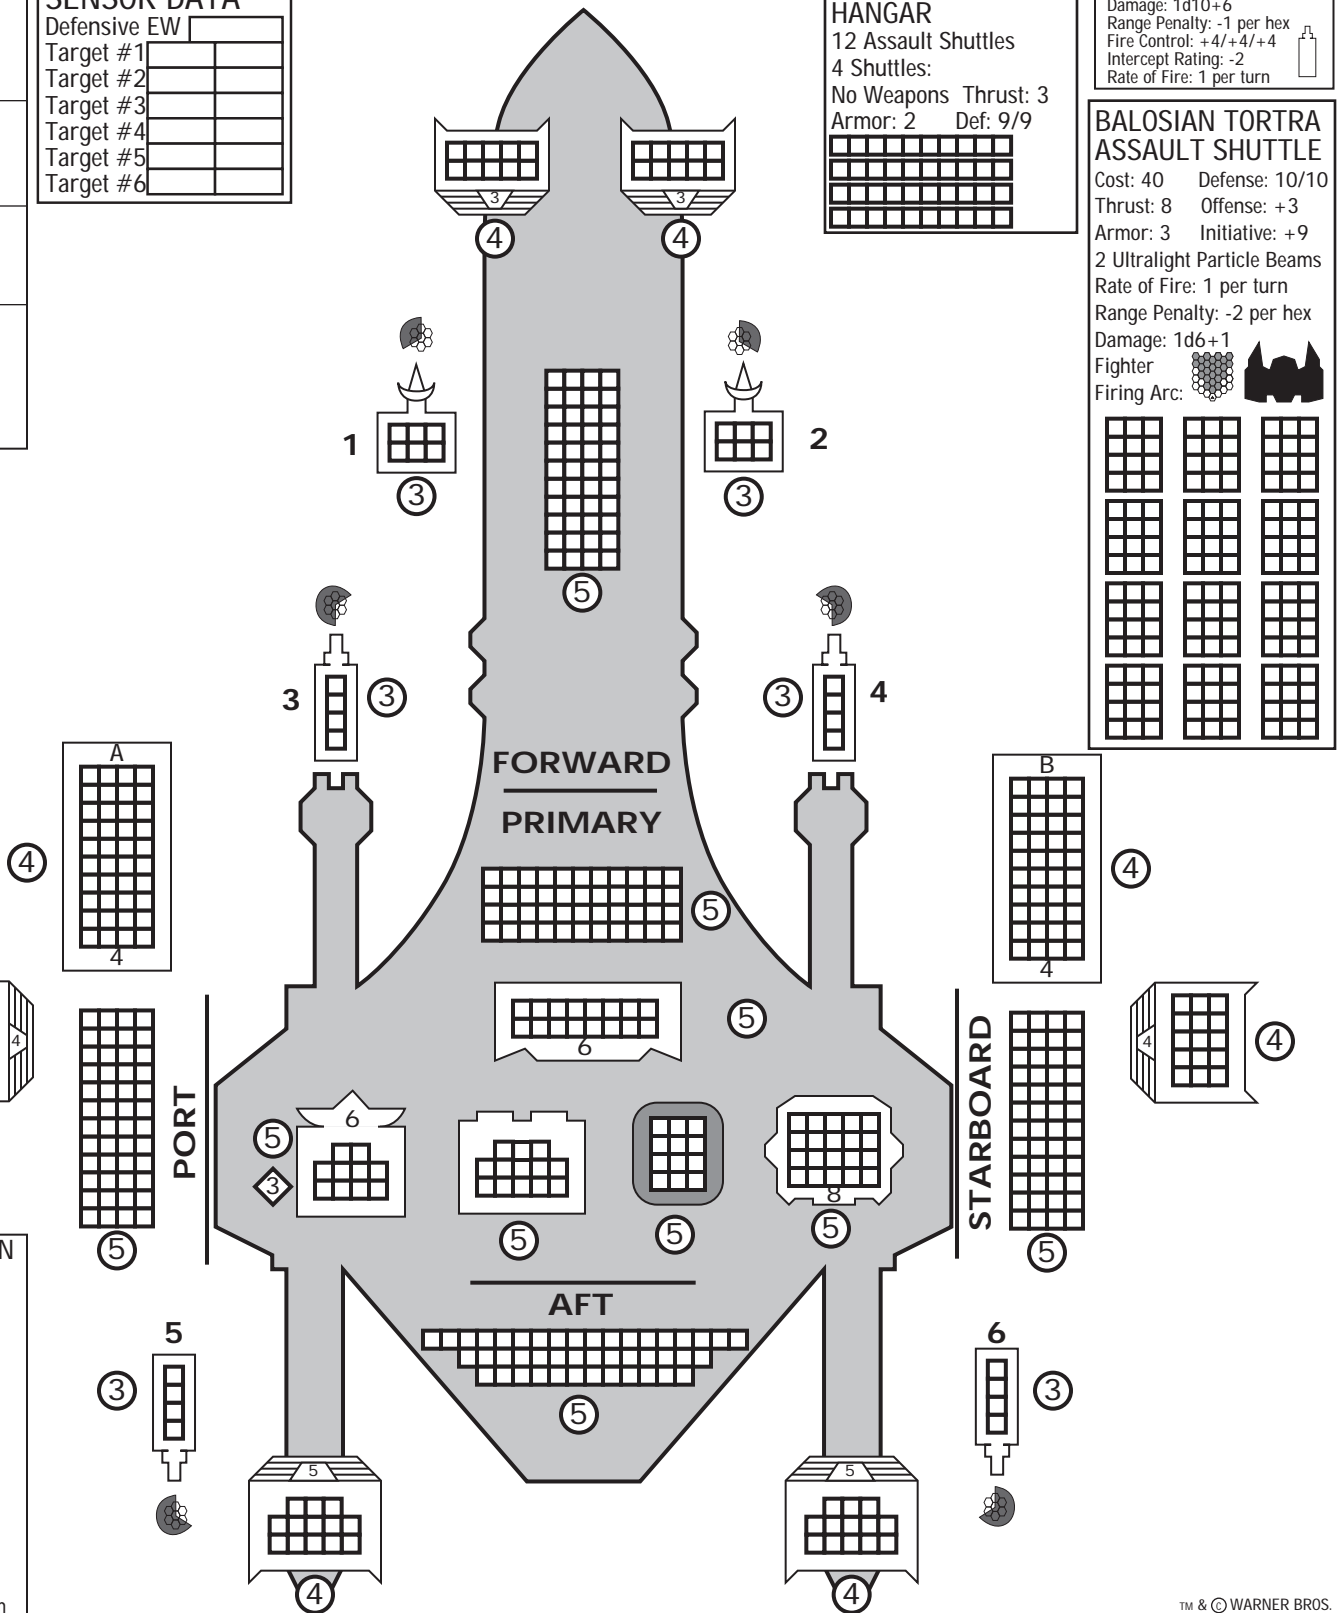 SENSOR DATA
Defensive EW
Target #1
Target #2
Target #3
Target #4
Target #5
Target #6
HANGAR
12 Assault Shuttles
4 Shuttles:
No Weapons Thrust: 3
Armor: 2 Def: 9/9
Damage: 1d10+6
Range Penalty: -1 per hex
Fire Control: +4/+4/+4
Intercept Rating: -2
Rate of Fire: 1 per turn
BALOSIAN TORTRA
ASSAULT SHUTTLE
Cost: 40 Defense: 10/10
Thrust: 8 Offense: +3
Armor: 3 Initiative: +9
2 Ultralight Particle Beams
Rate of Fire: 1 per turn
Range Penalty: -2 per hex
Damage: 1d6+1
Fighter
Firing Arc:
3 3
4 4
1 2
3 3
5
3 3
3 4
FORWARD
PRIMARY
A
4
4
B
4
4
5
5
6
4
4
4
PORT
5
STARBOARD
5
5
3
6
5
5
8
5
AFT
5
5
3
6
3
5
4
5
4
N
n
TM & © WARNER BROS.